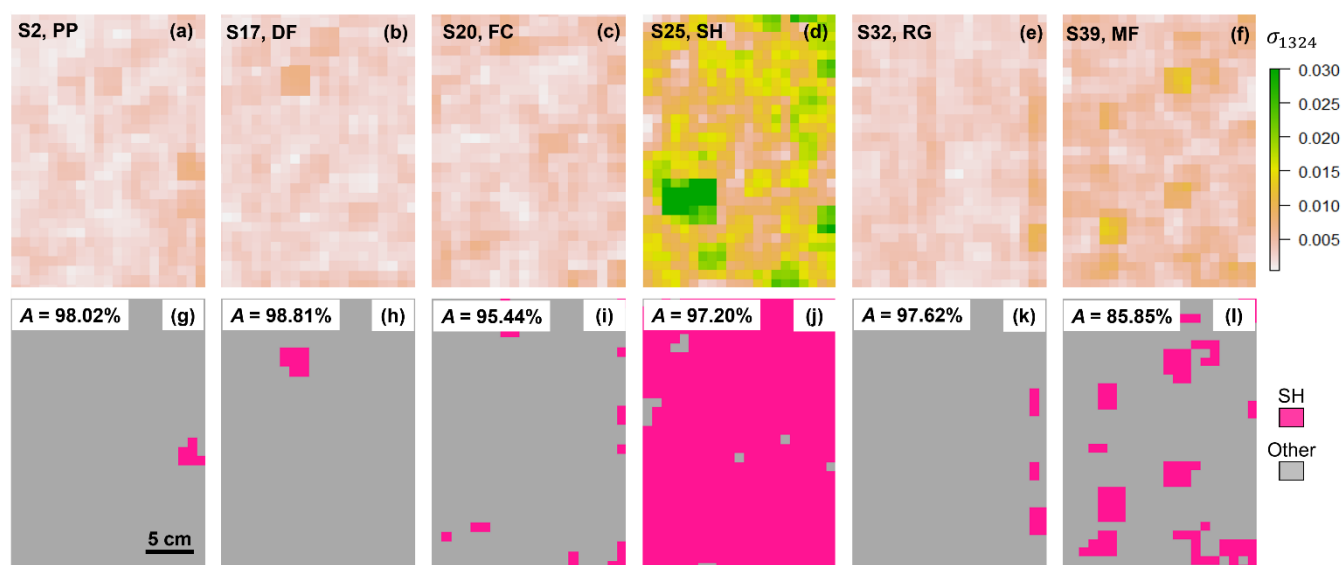 S2, PP (a)
S17, DF (b)
S20, FC (c)
S25, SH (d)
S32, RG (e)
S39, MF (f)
σ1324
0.030
0.025
0.020
0.015
0.010
0.005
A = 98.02% (g)
A = 98.81% (h)
A = 95.44% (i)
A = 97.20% (j)
A = 97.62% (k)
A = 85.85% (l)
5 cm
SH
Other